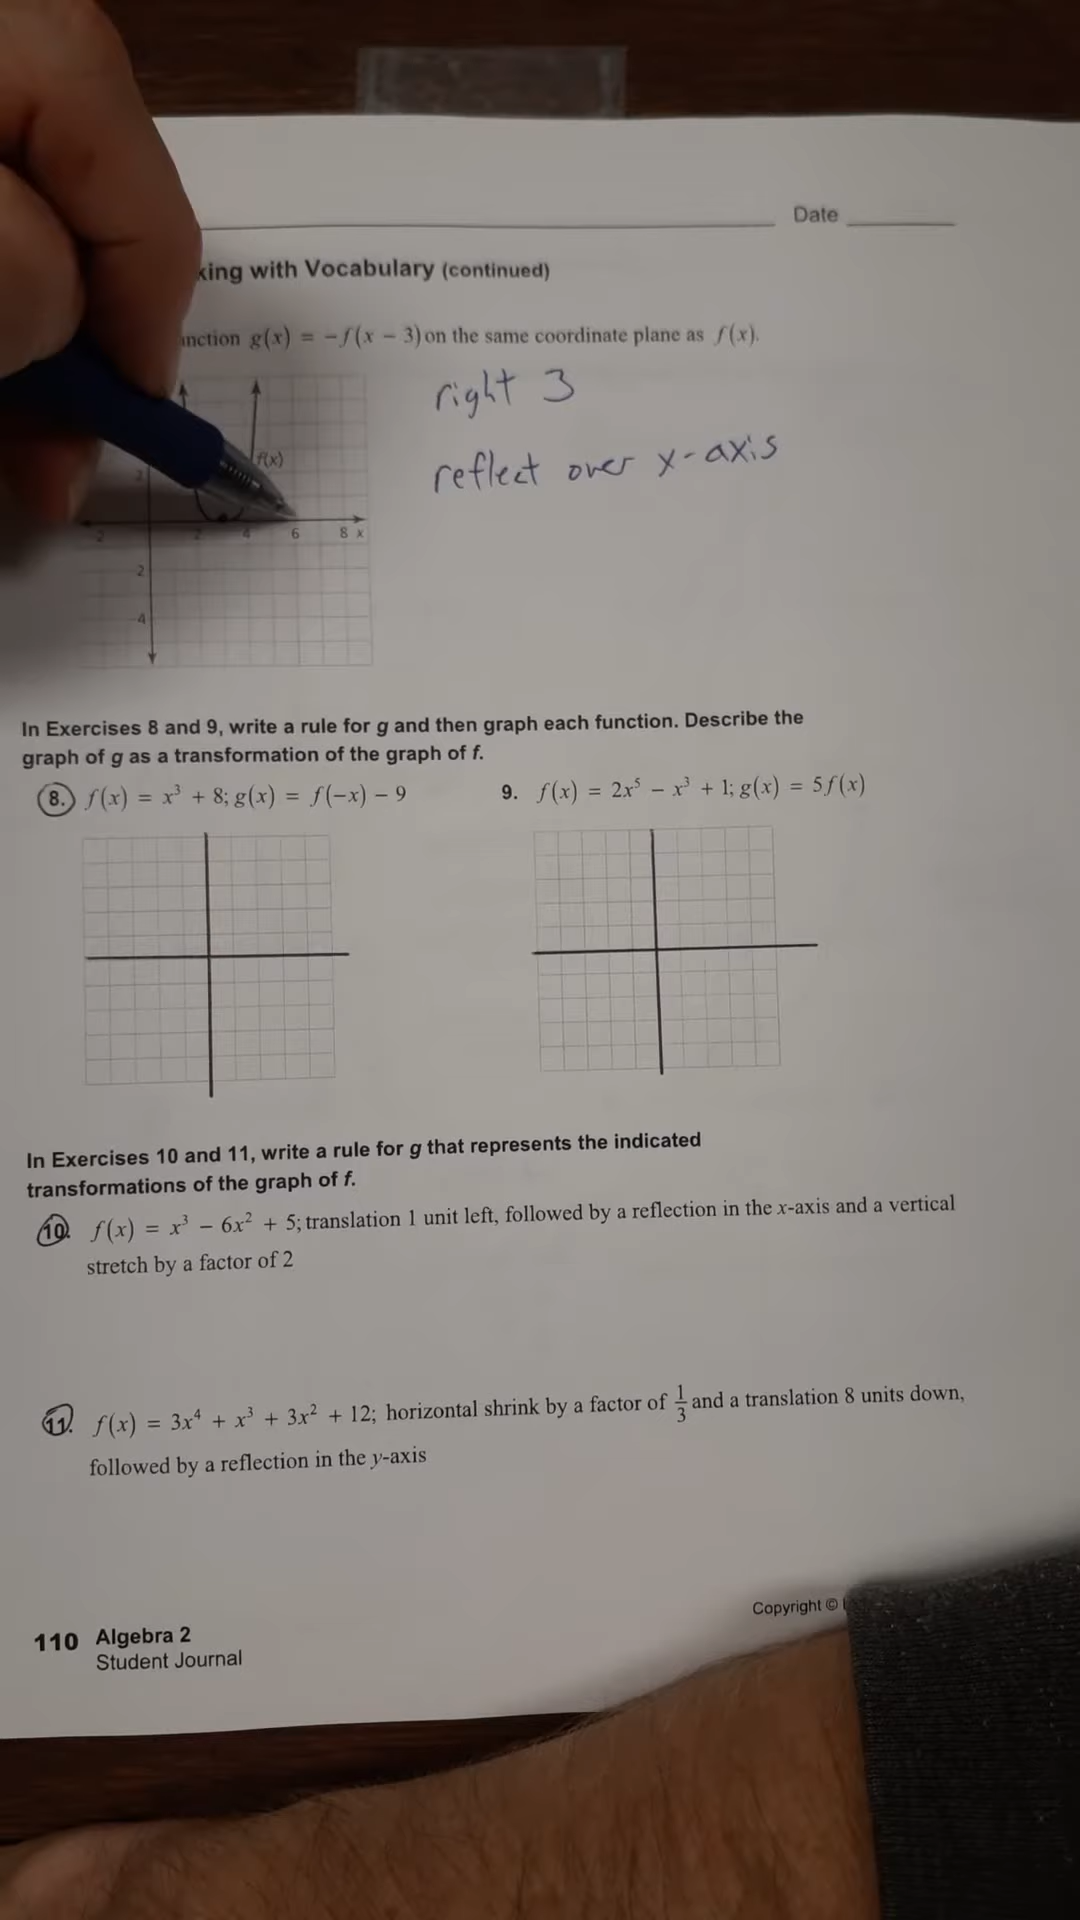 Date
king with Vocabulary (continued)
nction g(x) = −f(x − 3) on the same coordinate plane as f(x).
right 3
reflect over x-axis
f(x)
2
-2 2 4 6 8 x
-2
-4
In Exercises 8 and 9, write a rule for g and then graph each function. Describe the
graph of g as a transformation of the graph of f.
8. f(x) = x³ + 8; g(x) = f(−x) − 9
9. f(x) = 2x⁵ − x³ + 1; g(x) = 5f(x)
In Exercises 10 and 11, write a rule for g that represents the indicated
transformations of the graph of f.
10. f(x) = x³ − 6x² + 5; translation 1 unit left, followed by a reflection in the x-axis and a vertical
stretch by a factor of 2
11. f(x) = 3x⁴ + x³ + 3x² + 12; horizontal shrink by a factor of 1/3 and a translation 8 units down,
followed by a reflection in the y-axis
Copyright ©
110 Algebra 2
Student Journal